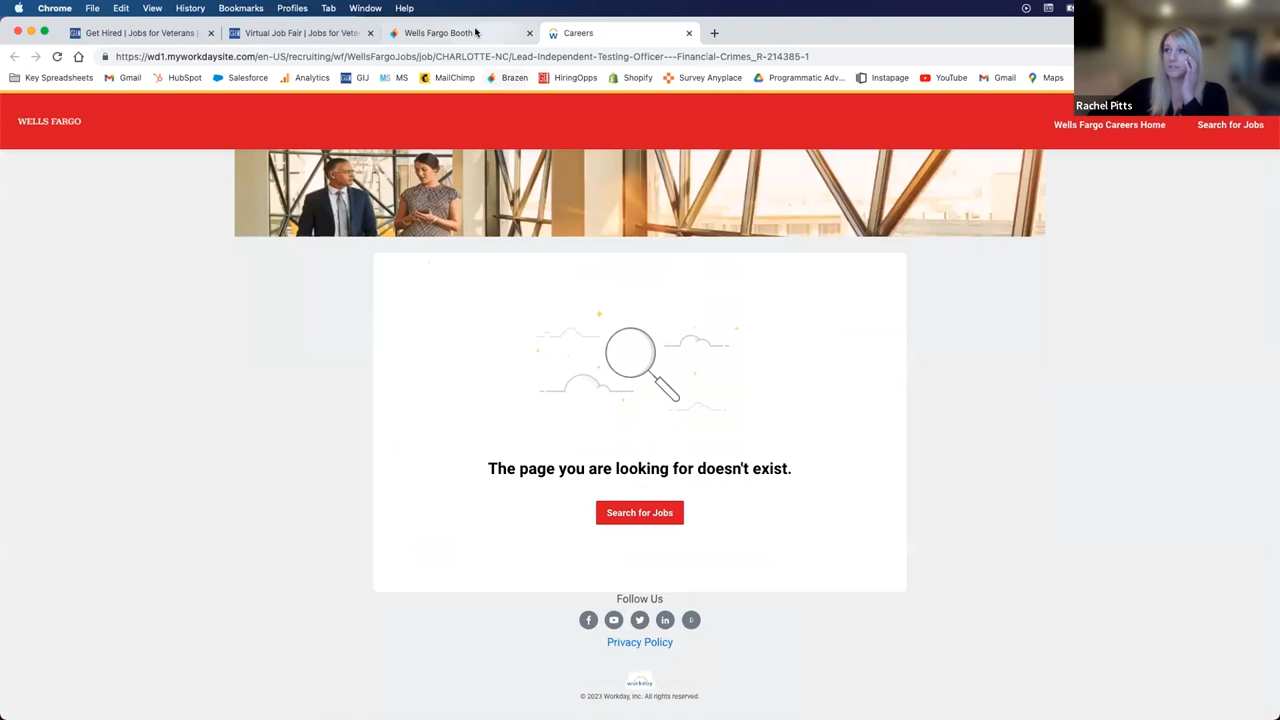 Chrome File Edit View History Bookmarks Profiles Tab Window Help
Get Hired | Jobs for Veterans | Virtual Job Fair | Jobs for Vete Wells Fargo Booth Careers
https://wd1.myworkdaysite.com/en-US/recruiting/wf/WellsFargoJobs/job/CHARLOTTE-NC/Lead-Independent-Testing-Officer---Financial-Crimes_R-214385-1
Key Spreadsheets Gmail HubSpot Salesforce Analytics GIJ MS MailChimp Brazen HiringOpps Shopify Survey Anyplace Programmatic Adv... Instapage YouTube Gmail Maps
Rachel Pitts
WELLS FARGO
Wells Fargo Careers Home Search for Jobs
The page you are looking for doesn't exist.
Search for Jobs
Follow Us
Privacy Policy
workday
© 2023 Workday, Inc. All rights reserved.